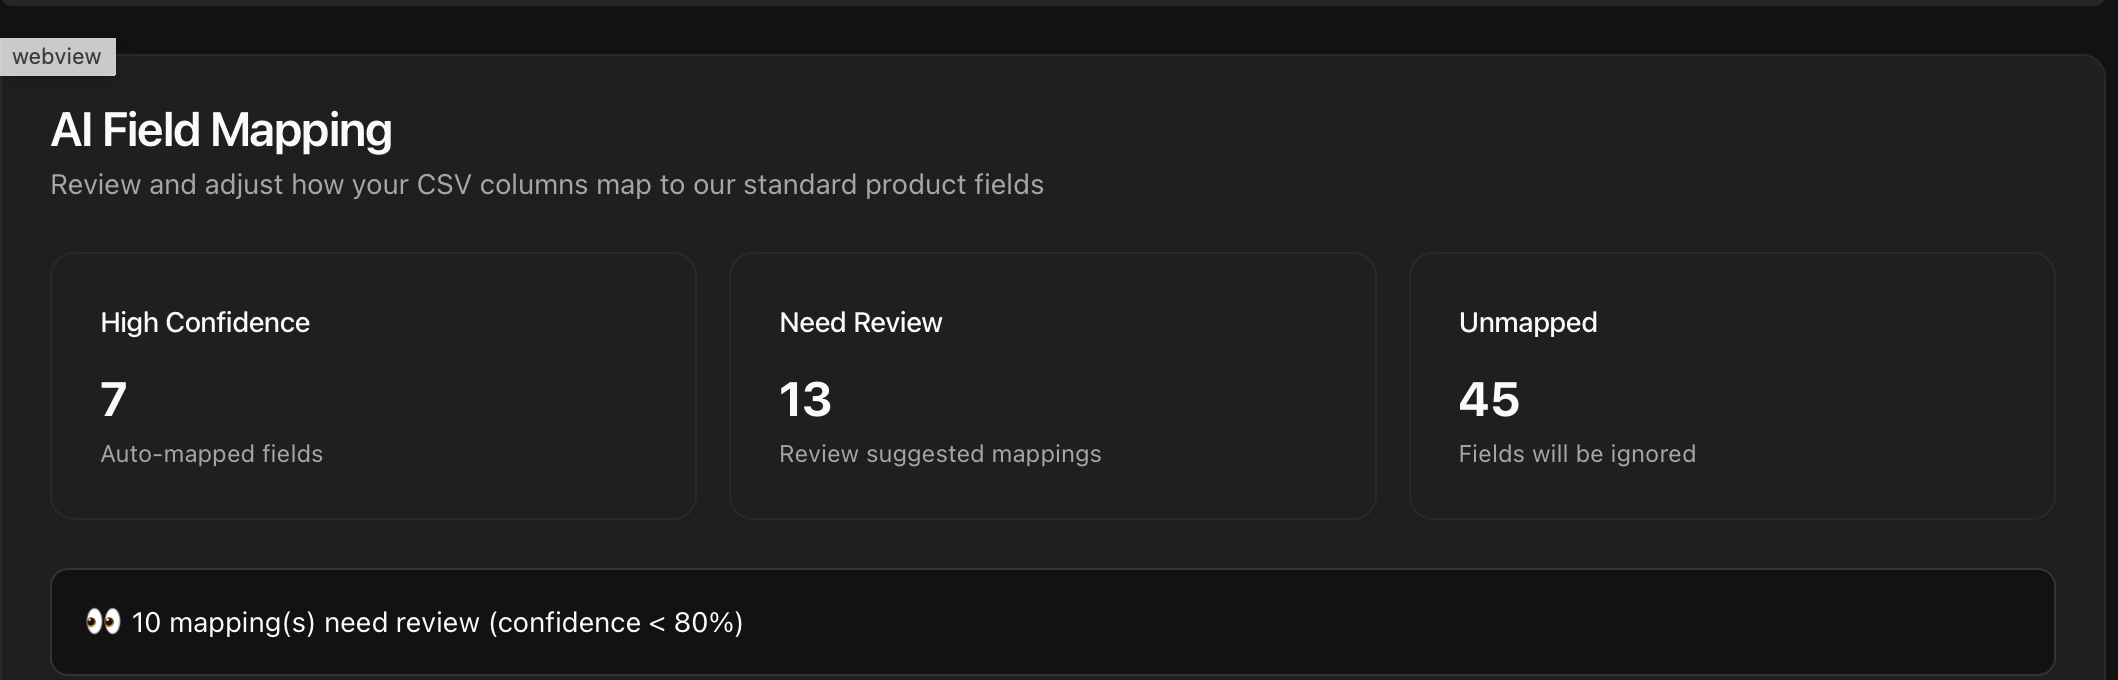 webview
AI Field Mapping
Review and adjust how your CSV columns map to our standard product fields
High Confidence
7
Auto-mapped fields
Need Review
13
Review suggested mappings
Unmapped
45
Fields will be ignored
👀 10 mapping(s) need review (confidence < 80%)